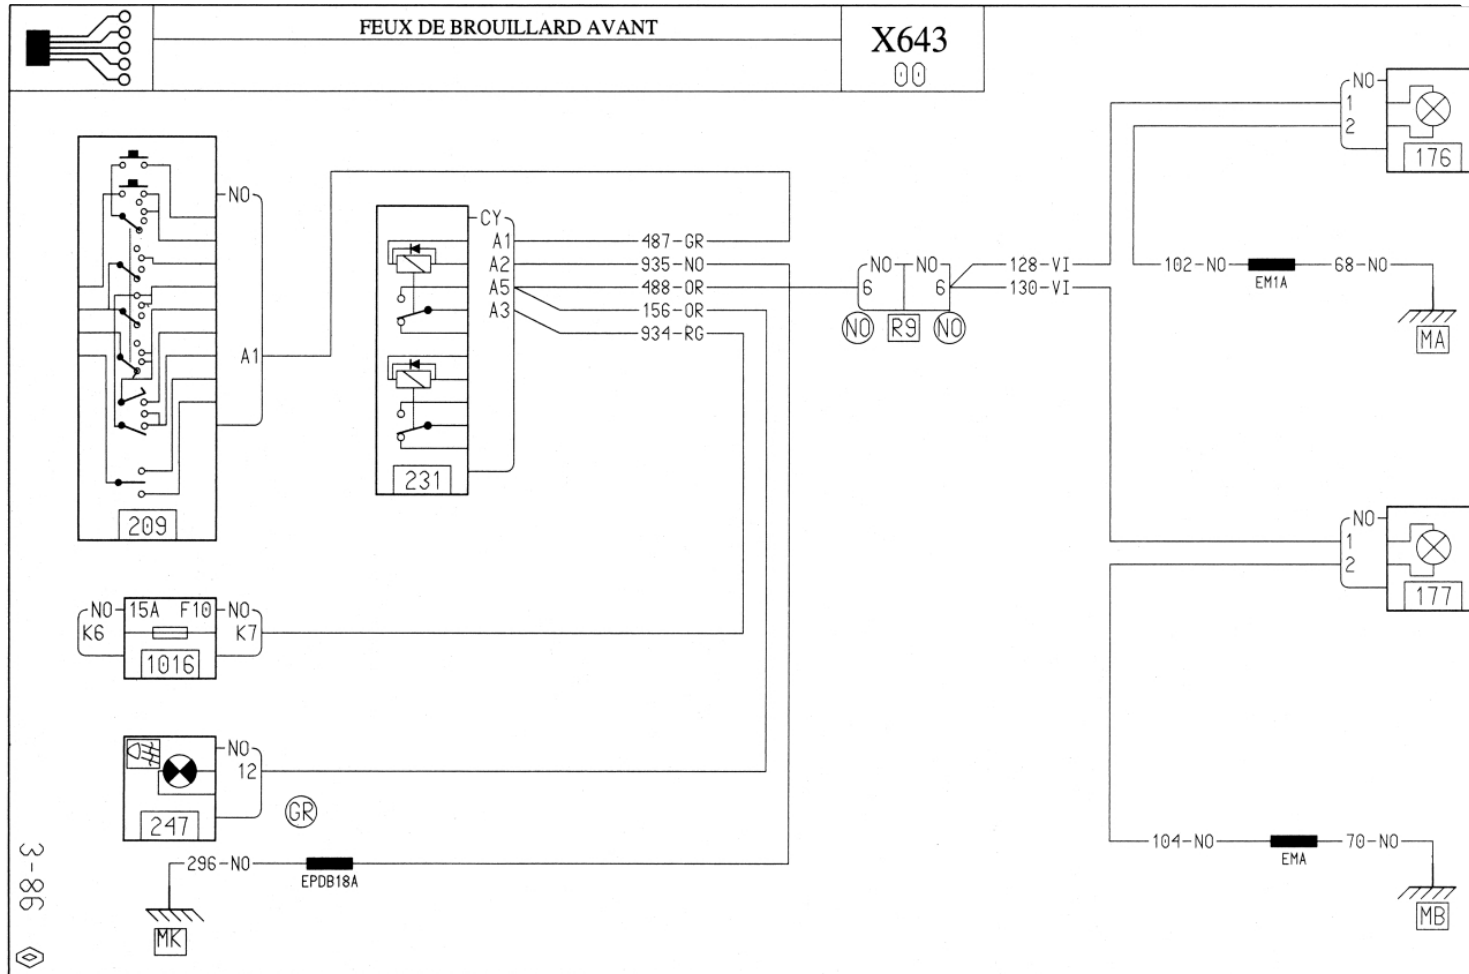 FEUX DE BROUILLARD AVANT
X643
00
NO
1
2
176
NO
A1
209
CY
A1
A2
A5
A3
231
487-GR
935-NO
488-OR
156-OR
934-RG
NO NO
6 6
NO R9 NO
128-VI
130-VI
102-NO
EM1A
68-NO
MA
NO
1
2
177
NO 15A F10 NO
K6 K7
1016
NO
12
247
GR
296-NO
EPDB18A
MK
104-NO
EMA
70-NO
MB
3-86